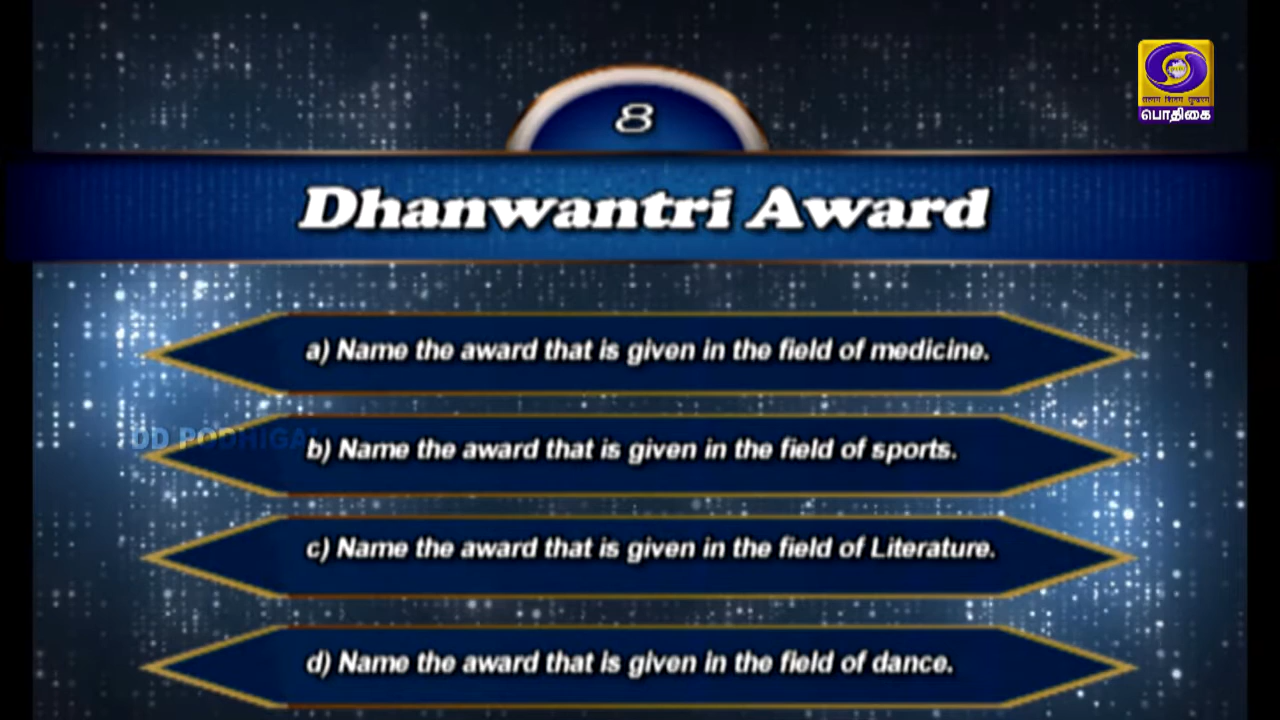 பொதிகை
8
Dhanwantri Award
a) Name the award that is given in the field of medicine.
DD PODHIGAI
b) Name the award that is given in the field of sports.
c) Name the award that is given in the field of Literature.
d) Name the award that is given in the field of dance.